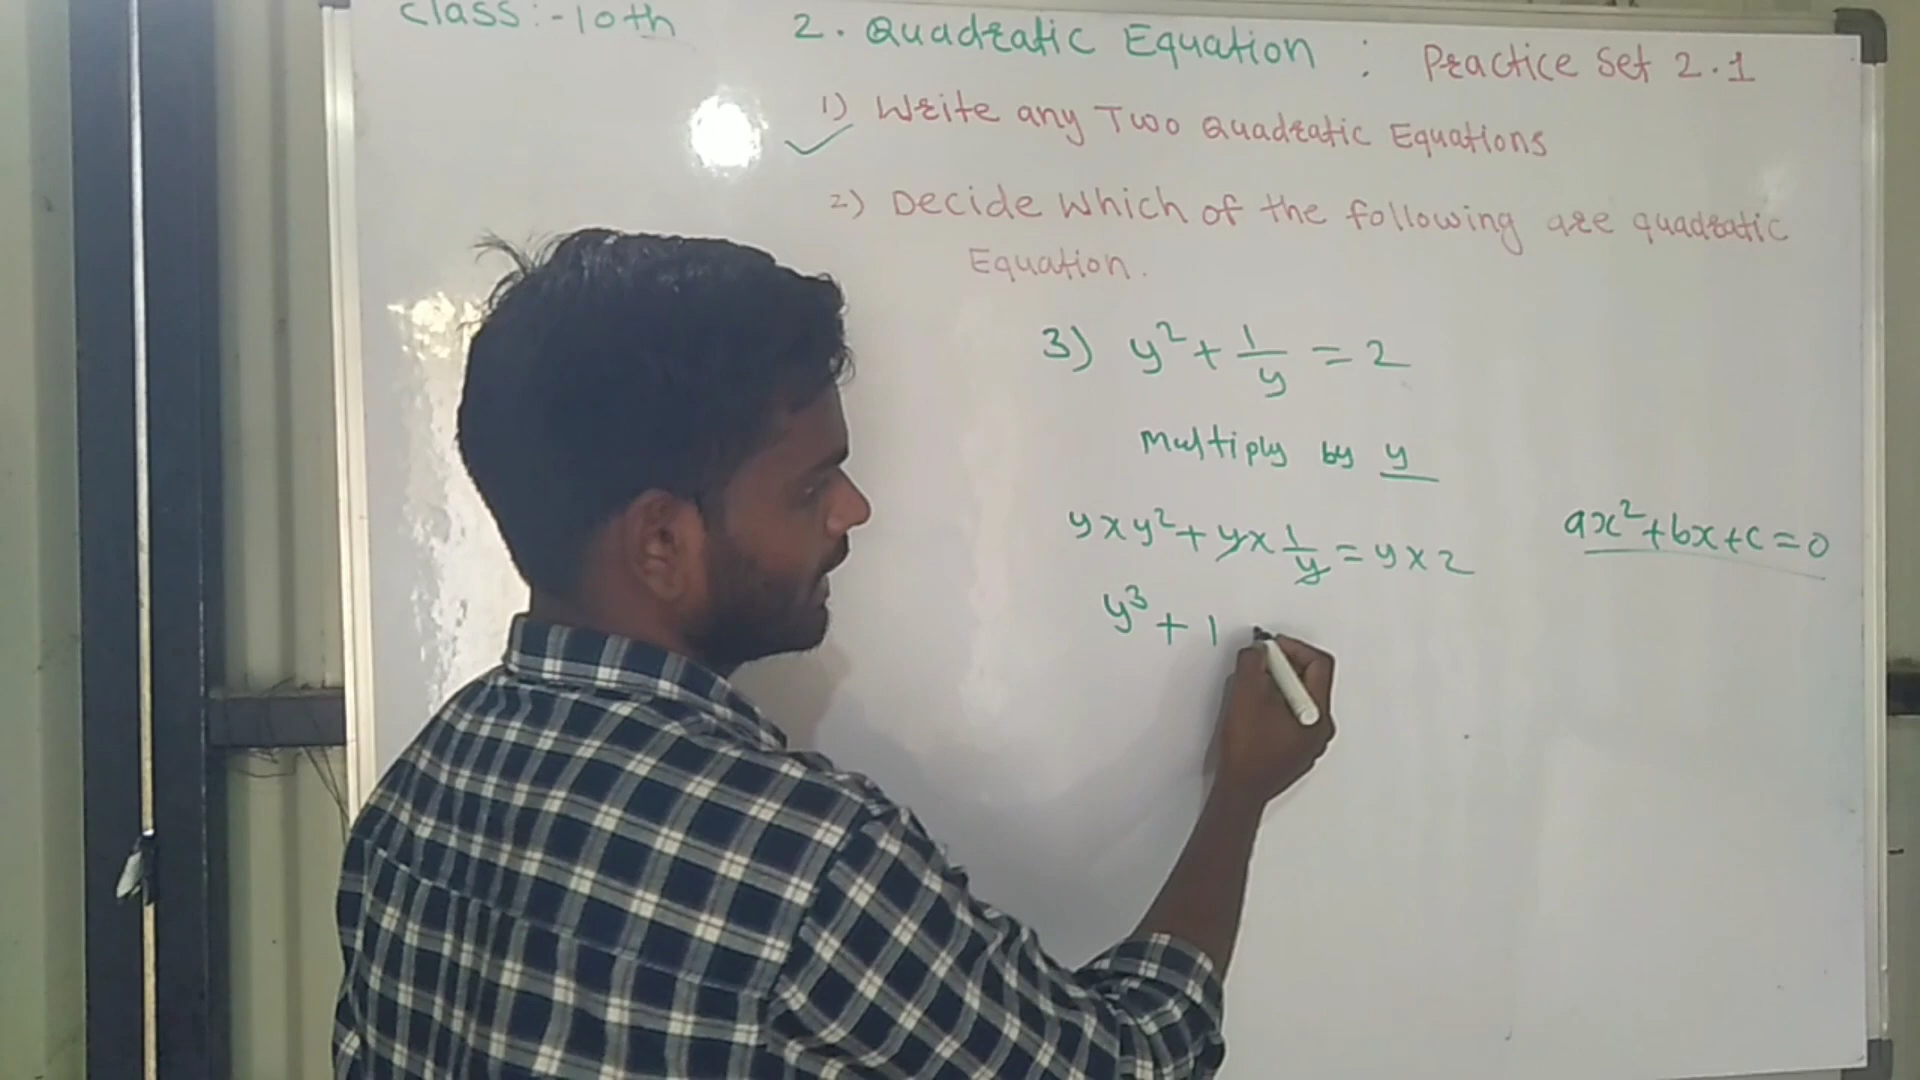 Class:-10th 2. Quadratic Equation : Practice Set 2.1
1) Write any Two Quadratic Equations
2) Decide Which of the following are quadratic
Equation.
3) y² + 1/y = 2
Multiply by y
y × y² + y × 1/y = y × 2
ax² + bx + c = 0
y³ + 1